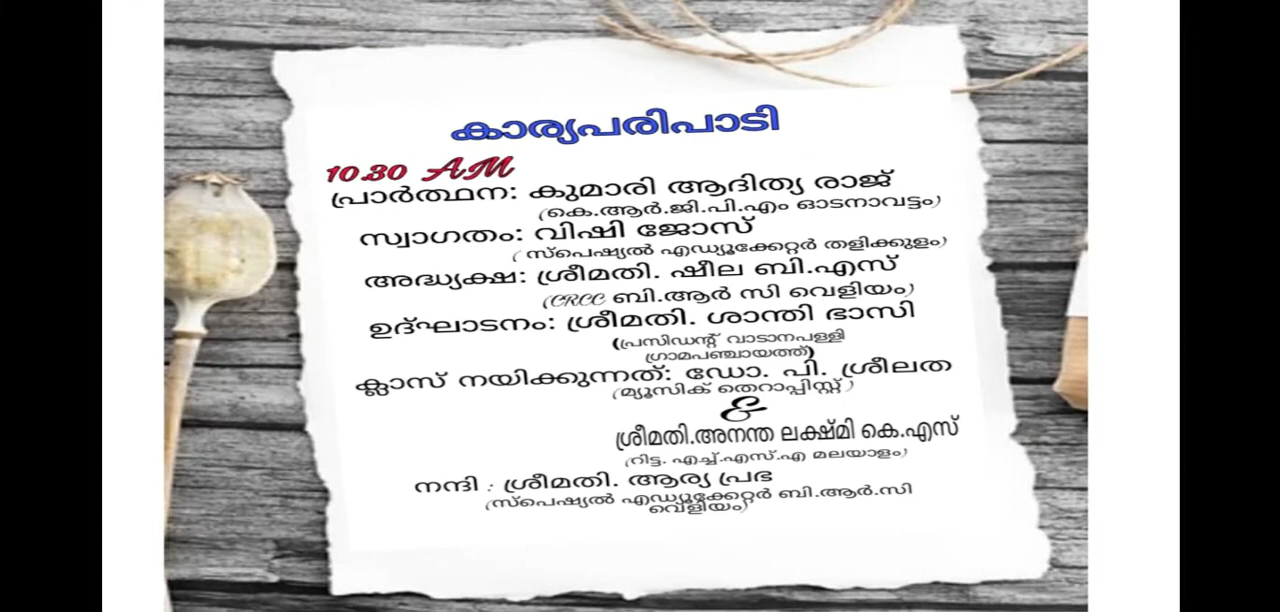 കാര്യപരിപാടി
10.30 AM
പ്രാർത്ഥന: കുമാരി ആദിത്യ രാജ്
(കെ.ആർ.ജി.പി.എം ഓടനാവട്ടം)
സ്വാഗതം: വിഷി ജോസ്
( സ്പെഷ്യൽ എഡ്യൂക്കേറ്റർ തളിക്കുളം)
അദ്ധ്യക്ഷ: ശ്രീമതി. ഷീല ബി.എസ്
(CRCC ബി.ആർ സി വെളിയം)
ഉദ്ഘാടനം: ശ്രീമതി. ശാന്തി ഭാസി
(പ്രസിഡന്റ് വാടാനപള്ളി
ഗ്രാമപഞ്ചായത്ത്)
ക്ലാസ് നയിക്കുന്നത്: ഡോ. പി. ശ്രീലത
(മ്യൂസിക് തെറാപ്പിസ്റ്റ് )
&
ശ്രീമതി.അനന്ത ലക്ഷ്മി കെ.എസ്
(റിട്ട. എച്ച്.എസ്.എ മലയാളം)
നന്ദി : ശ്രീമതി. ആര്യ പ്രഭ
(സ്പെഷ്യൽ എഡ്യൂക്കേറ്റർ ബി.ആർ.സി
വെളിയം)